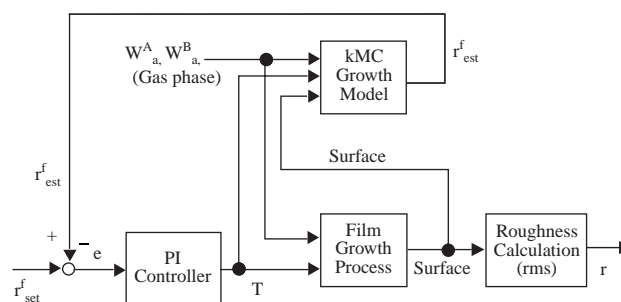 W^A_a, W^B_a,
(Gas phase)
kMC
Growth
Model
r^f_est
Surface
r^f_est
+
−
e
r^f_set
PI
Controller
T
Film
Growth
Process
Surface
Roughness
Calculation
(rms)
r